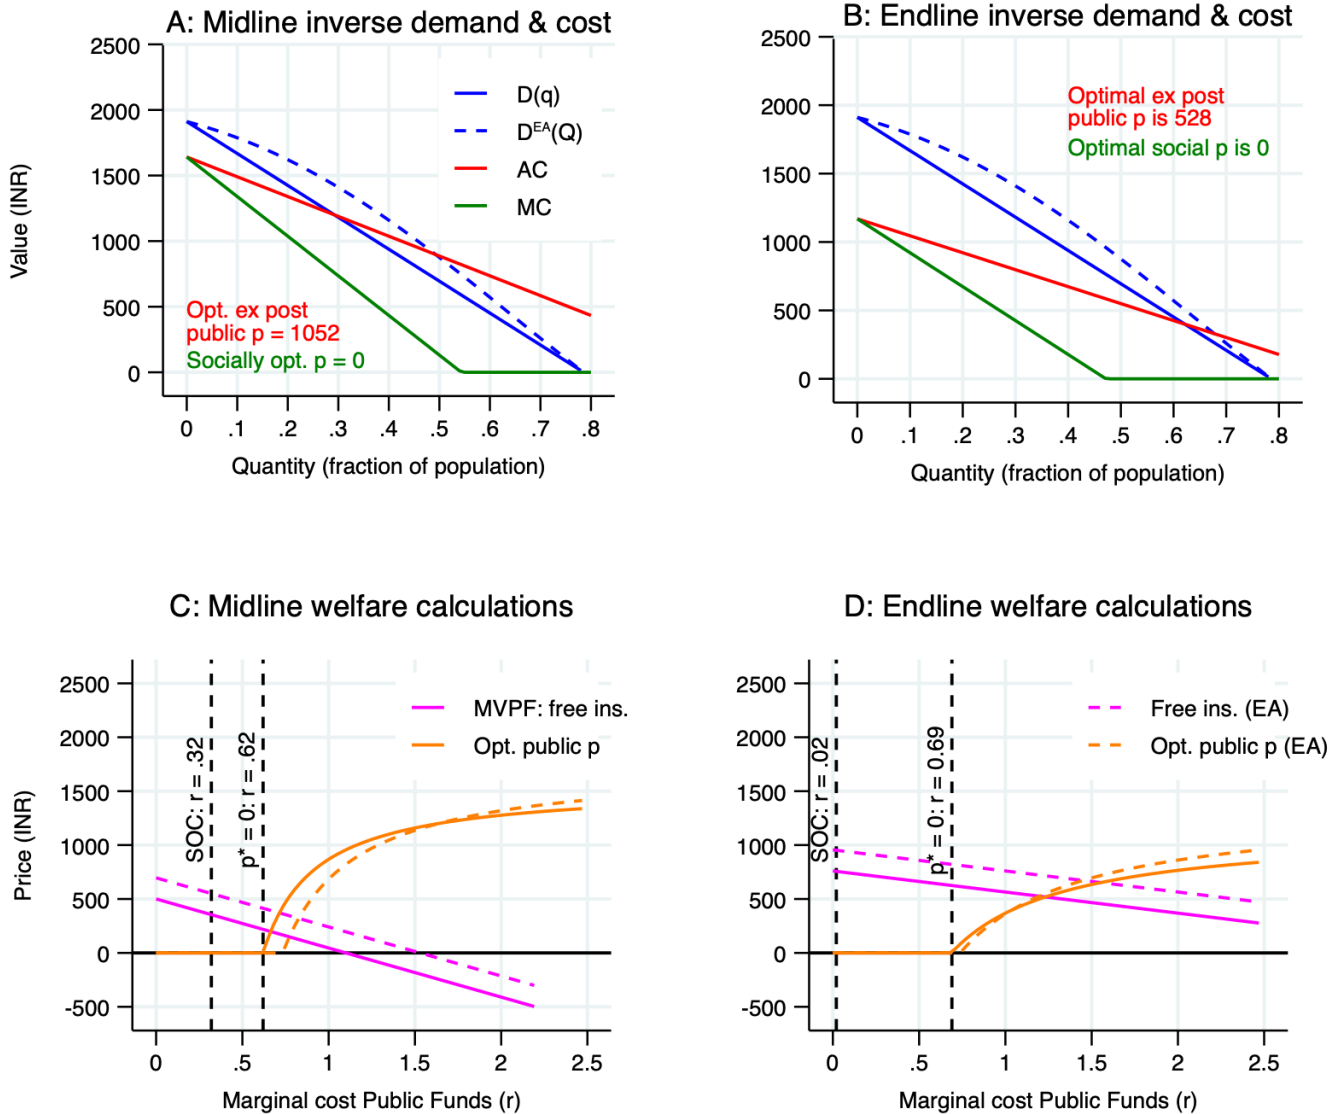 A: Midline inverse demand & cost
2500
2000
1500
1000
500
0
Value (INR)
D(q)
D^EA(Q)
AC
MC
Opt. ex post
public p = 1052
Socially opt. p = 0
0 .1 .2 .3 .4 .5 .6 .7 .8
Quantity (fraction of population)
B: Endline inverse demand & cost
2500
2000
1500
1000
500
0
Optimal ex post
public p is 528
Optimal social p is 0
0 .1 .2 .3 .4 .5 .6 .7 .8
Quantity (fraction of population)
C: Midline welfare calculations
2500
2000
1500
1000
500
0
-500
Price (INR)
SOC: r = .32
p* = 0: r = .62
MVPF: free ins.
Opt. public p
0 .5 1 1.5 2 2.5
Marginal cost Public Funds (r)
D: Endline welfare calculations
2500
2000
1500
1000
500
0
-500
SOC: r = .02
p* = 0: r = 0.69
Free ins. (EA)
Opt. public p (EA)
0 .5 1 1.5 2 2.5
Marginal cost Public Funds (r)